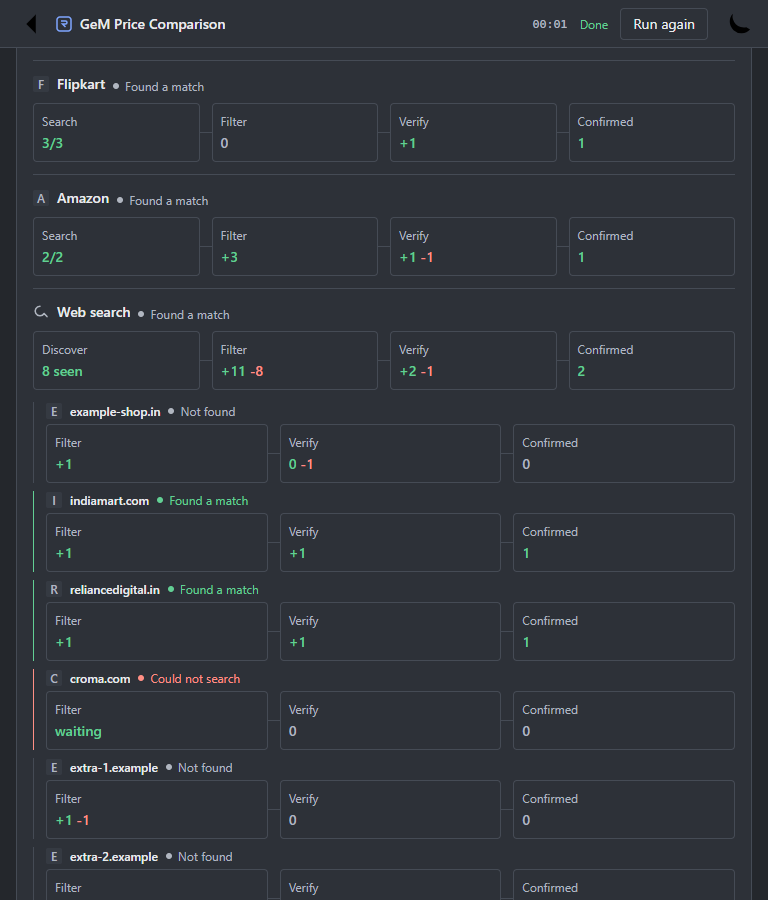 GeM Price Comparison 00:01 Done Run again
F Flipkart Found a match
Search Filter Verify Confirmed
3/3 0 +1 1
A Amazon Found a match
Search Filter Verify Confirmed
2/2 +3 +1 -1 1
Web search Found a match
Discover Filter Verify Confirmed
8 seen +11 -8 +2 -1 2
E example-shop.in Not found
Filter Verify Confirmed
+1 0 -1 0
I indiamart.com Found a match
Filter Verify Confirmed
+1 +1 1
R reliancedigital.in Found a match
Filter Verify Confirmed
+1 +1 1
C croma.com Could not search
Filter Verify Confirmed
waiting 0 0
E extra-1.example Not found
Filter Verify Confirmed
+1 -1 0 0
E extra-2.example Not found
Filter Verify Confirmed